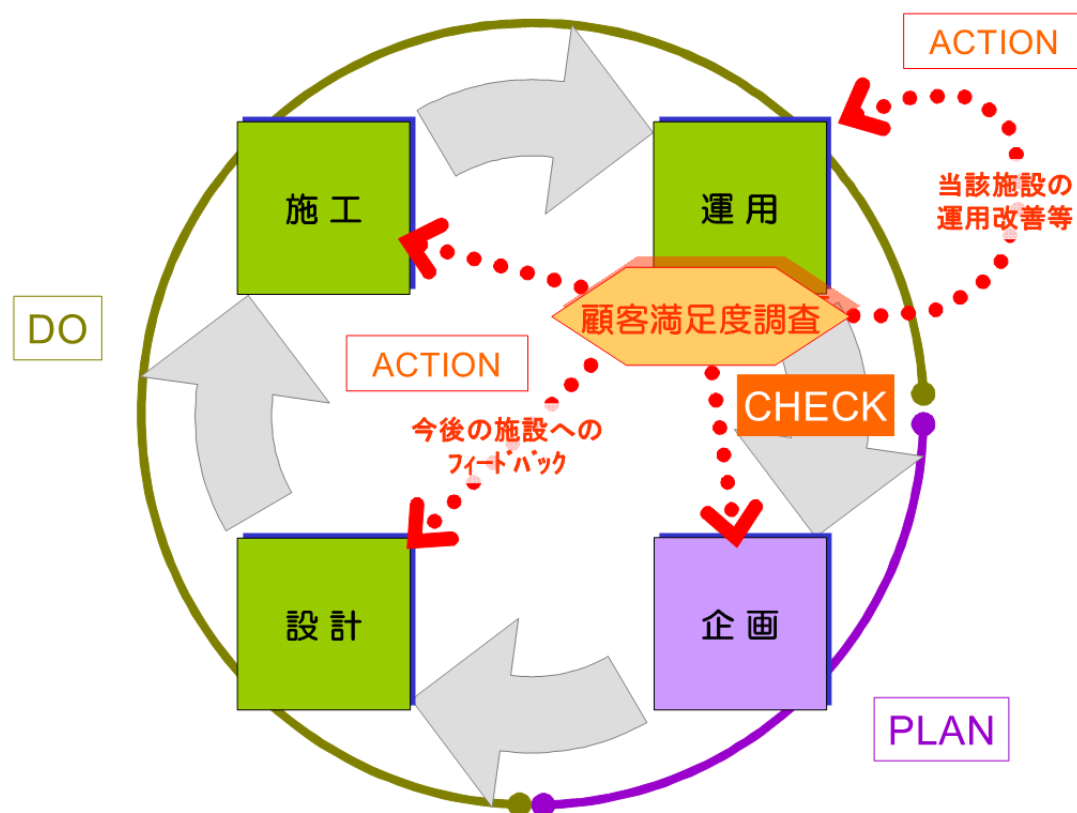 ACTION
施工
運用
当該施設の
運用改善等
DO
顧客満足度調査
ACTION
CHECK
今後の施設への
フィードバック
設計
企画
PLAN